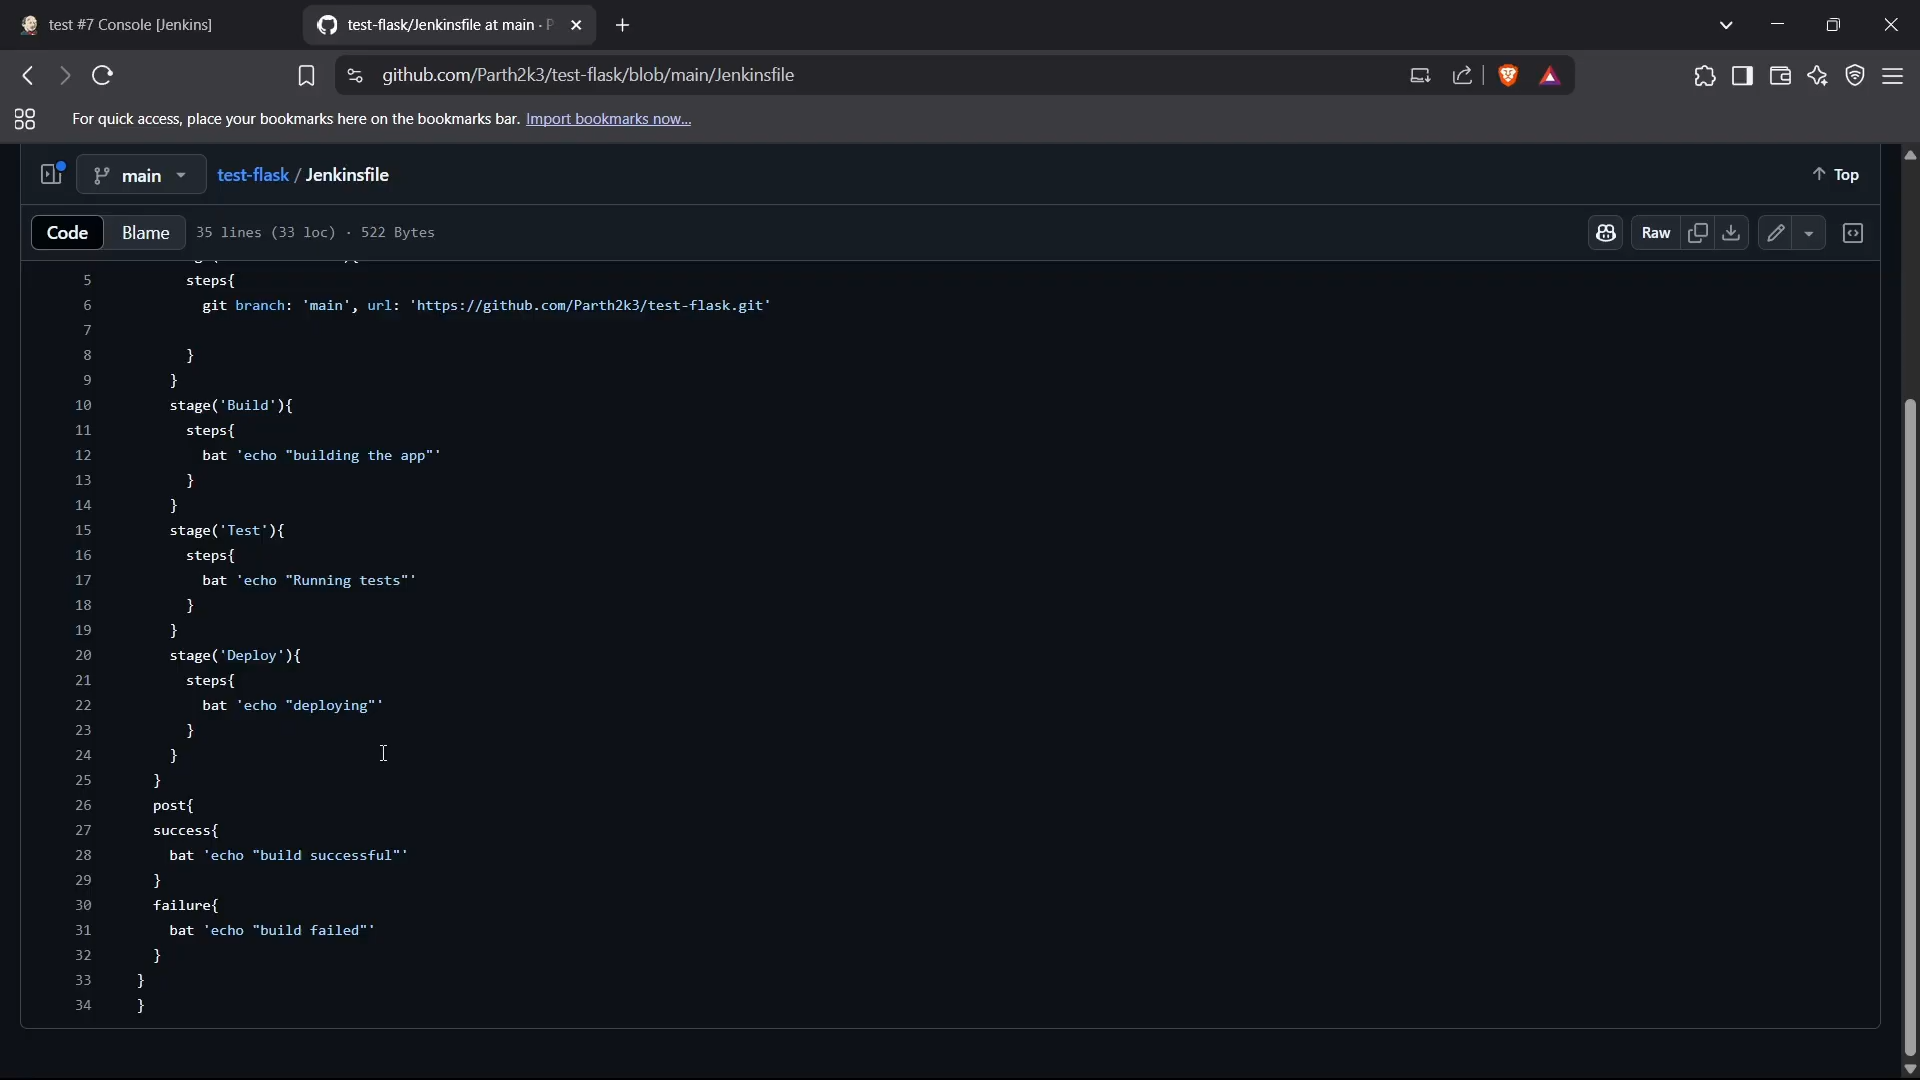 test #7 Console [Jenkins]
test-flask/Jenkinsfile at main · P
github.com/Parth2k3/test-flask/blob/main/Jenkinsfile
For quick access, place your bookmarks here on the bookmarks bar. Import bookmarks now...
main test-flask / Jenkinsfile Top
Code Blame 35 lines (33 loc) · 522 Bytes Raw
5 steps{
6 git branch: 'main', url: 'https://github.com/Parth2k3/test-flask.git'
7
8 }
9 }
10 stage('Build'){
11 steps{
12 bat 'echo "building the app"'
13 }
14 }
15 stage('Test'){
16 steps{
17 bat 'echo "Running tests"'
18 }
19 }
20 stage('Deploy'){
21 steps{
22 bat 'echo "deploying"'
23 }
24 }
25 }
26 post{
27 success{
28 bat 'echo "build successful"'
29 }
30 failure{
31 bat 'echo "build failed"'
32 }
33 }
34 }